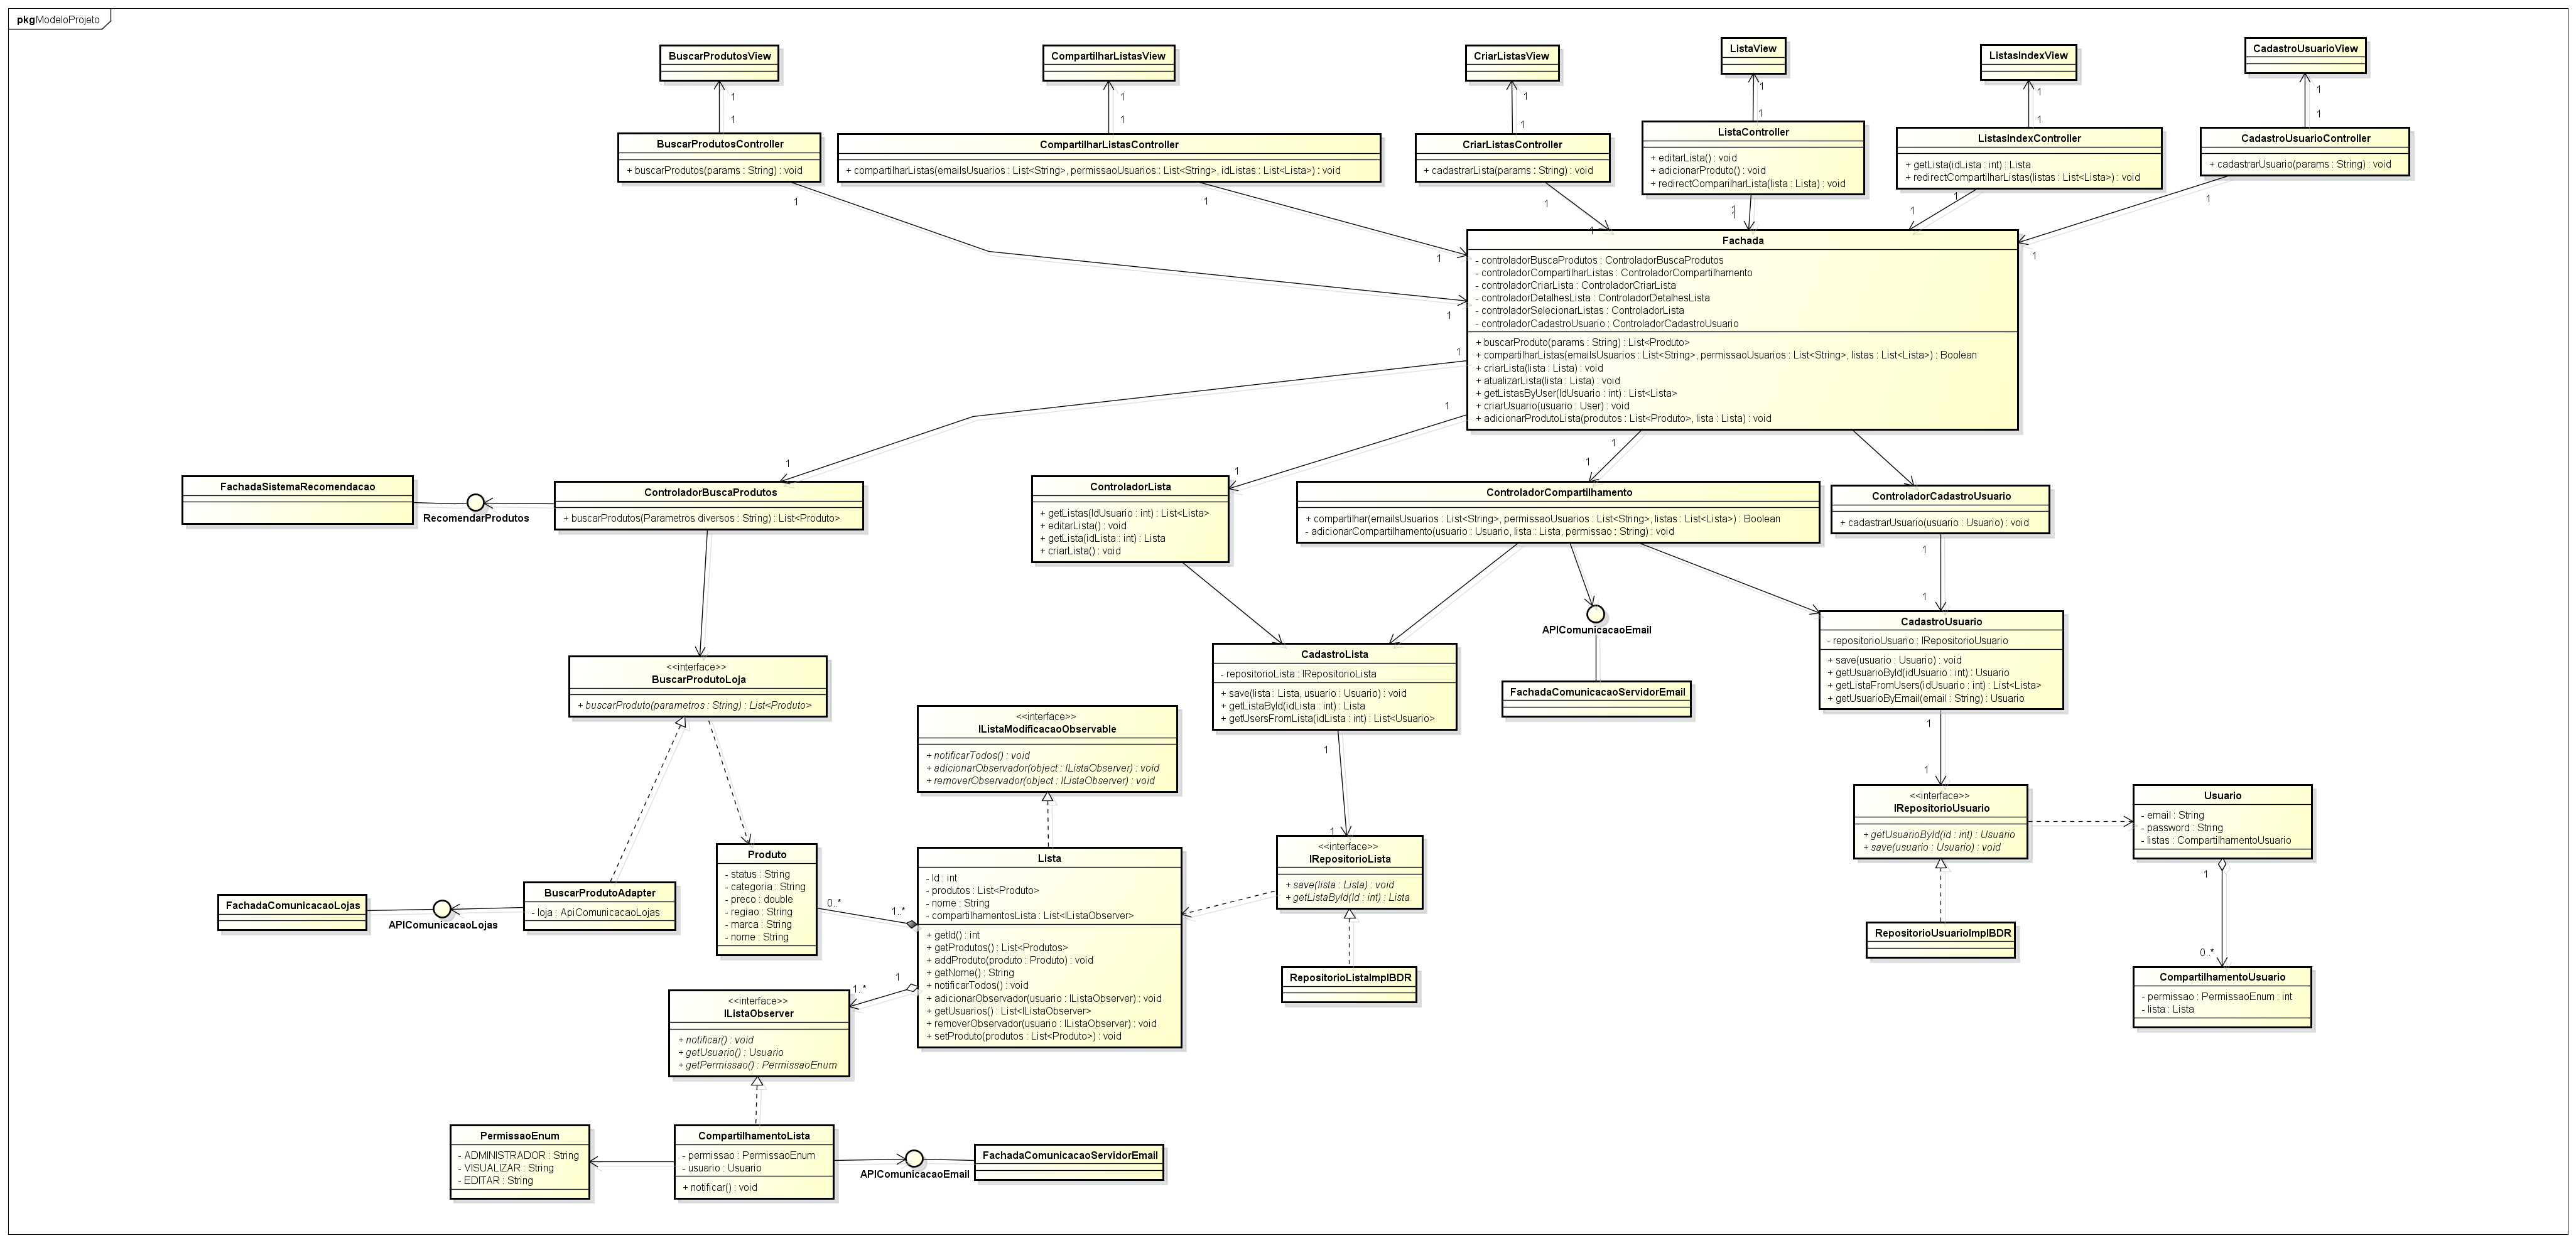 pkg ModeloProjeto
BuscarProdutosView
CompartilharListasView
CriarListasView
ListaView
ListasIndexView
CadastroUsuarioView
1
1
1
1
1
1
1
1
1
1
1
1
BuscarProdutosController
+ buscarProdutos(params : String) : void
CompartilharListasController
+ compartilharListas(emailsUsuarios : List<String>, permissaoUsuarios : List<String>, idListas : List<Lista>) : void
CriarListasController
+ cadastrarLista(params : String) : void
ListaController
+ editarLista() : void
+ adicionarProduto() : void
+ redirectComparilharLista(lista : Lista) : void
ListasIndexController
+ getLista(idLista : int) : Lista
+ redirectCompartilharListas(listas : List<Lista>) : void
CadastroUsuarioController
+ cadastrarUsuario(params : String) : void
1
1
1
1
1
1
1
1
1
1
1
1
Fachada
- controladorBuscaProdutos : ControladorBuscaProdutos
- controladorCompartilharListas : ControladorCompartilhamento
- controladorCriarLista : ControladorCriarLista
- controladorDetalhesLista : ControladorDetalhesLista
- controladorSelecionarListas : ControladorLista
- controladorCadastroUsuario : ControladorCadastroUsuario
+ buscarProduto(params : String) : List<Produto>
+ compartilharListas(emailsUsuarios : List<String>, permissaoUsuarios : List<String>, listas : List<Lista>) : Boolean
+ criarLista(lista : Lista) : void
+ atualizarLista(lista : Lista) : void
+ getListasByUser(IdUsuario : int) : List<Lista>
+ criarUsuario(usuario : User) : void
+ adicionarProdutoLista(produtos : List<Produto>, lista : Lista) : void
1
1
1
1
1
1
FachadaSistemaRecomendacao
RecomendarProdutos
ControladorBuscaProdutos
+ buscarProdutos(Parametros diversos : String) : List<Produto>
ControladorLista
+ getListas(IdUsuario : int) : List<Lista>
+ editarLista() : void
+ getLista(idLista : int) : Lista
+ criarLista() : void
ControladorCompartilhamento
+ compartilhar(emailsUsuarios : List<String>, permissaoUsuarios : List<String>, listas : List<Lista>) : Boolean
- adicionarCompartilhamento(usuario : Usuario, lista : Lista, permissao : String) : void
ControladorCadastroUsuario
+ cadastrarUsuario(usuario : Usuario) : void
1
1
APIComunicacaoEmail
FachadaComunicacaoServidorEmail
CadastroUsuario
- repositorioUsuario : IRepositorioUsuario
+ save(usuario : Usuario) : void
+ getUsuarioById(idUsuario : int) : Usuario
+ getListaFromUsers(idUsuario : int) : List<Lista>
+ getUsuarioByEmail(email : String) : Usuario
1
1
CadastroLista
- repositorioLista : IRepositorioLista
+ save(lista : Lista, usuario : Usuario) : void
+ getListaById(idLista : int) : Lista
+ getUsersFromLista(idLista : int) : List<Usuario>
1
1
<<interface>>
BuscarProdutoLoja
+ buscarProduto(parametros : String) : List<Produto>
<<interface>>
IListaModificacaoObservable
+ notificarTodos() : void
+ adicionarObservador(object : IListaObserver) : void
+ removerObservador(object : IListaObserver) : void
<<interface>>
IRepositorioUsuario
+ getUsuarioById(id : int) : Usuario
+ save(usuario : Usuario) : void
Usuario
- email : String
- password : String
- listas : CompartilhamentoUsuario
1
0..*
Produto
- status : String
- categoria : String
- preco : double
- regiao : String
- marca : String
- nome : String
0..*
1..*
Lista
- Id : int
- produtos : List<Produto>
- nome : String
- compartilhamentosLista : List<IListaObserver>
+ getId() : int
+ getProdutos() : List<Produtos>
+ addProduto(produto : Produto) : void
+ getNome() : String
+ notificarTodos() : void
+ adicionarObservador(usuario : IListaObserver) : void
+ getUsuarios() : List<IListaObserver>
+ removerObservador(usuario : IListaObserver) : void
+ setProduto(produtos : List<Produto>) : void
<<interface>>
IRepositorioLista
+ save(lista : Lista) : void
+ getListaById(Id : int) : Lista
RepositorioListaImplBDR
RepositorioUsuarioImplBDR
CompartilhamentoUsuario
- permissao : PermissaoEnum : int
- lista : Lista
FachadaComunicacaoLojas
APIComunicacaoLojas
BuscarProdutoAdapter
- loja : ApiComunicacaoLojas
1
1..*
<<interface>>
IListaObserver
+ notificar() : void
+ getUsuario() : Usuario
+ getPermissao() : PermissaoEnum
PermissaoEnum
- ADMINISTRADOR : String
- VISUALIZAR : String
- EDITAR : String
CompartilhamentoLista
- permissao : PermissaoEnum
- usuario : Usuario
+ notificar() : void
APIComunicacaoEmail
FachadaComunicacaoServidorEmail